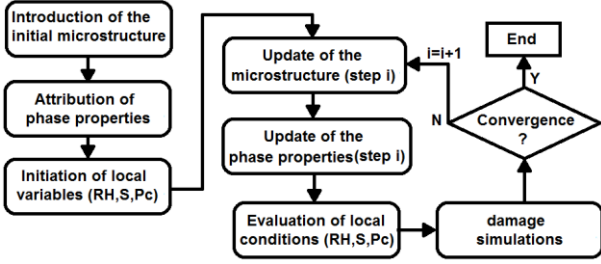 Introduction of the
initial microstructure
Attribution of
phase properties
Initiation of local
variables (RH,S,Pc)
Update of the
microstructure (step i)
Update of the
phase properties(step i)
Evaluation of local
conditions (RH,S,Pc)
damage
simulations
Convergence
?
N
i=i+1
Y
End